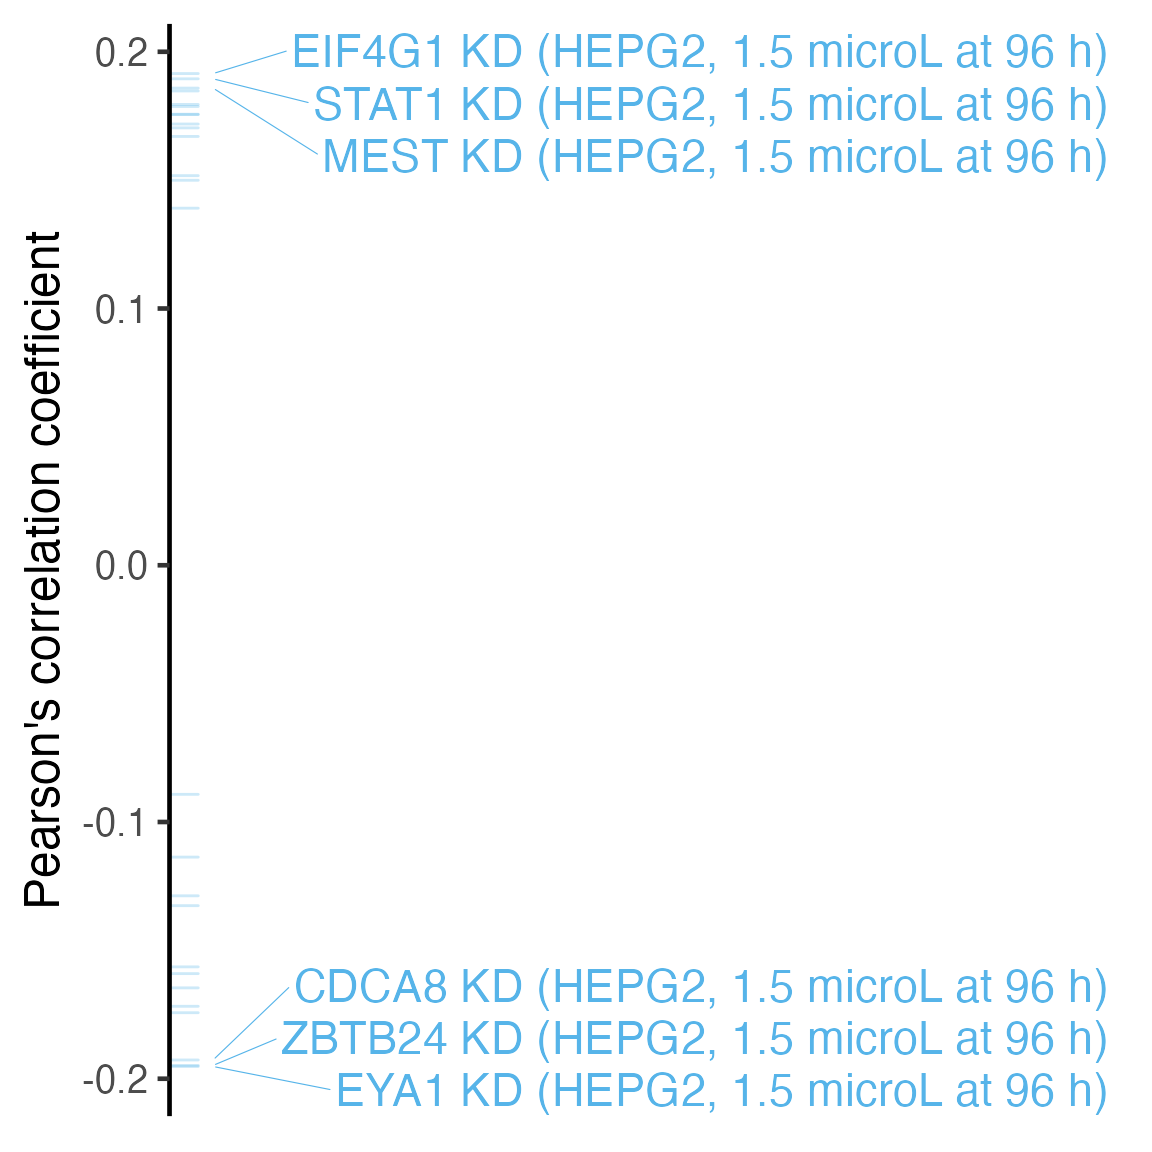 0.2
EIF4G1 KD (HEPG2, 1.5 microL at 96 h)
STAT1 KD (HEPG2, 1.5 microL at 96 h)
MEST KD (HEPG2, 1.5 microL at 96 h)
0.1
Pearson's correlation coefficient
0.0
-0.1
CDCA8 KD (HEPG2, 1.5 microL at 96 h)
ZBTB24 KD (HEPG2, 1.5 microL at 96 h)
-0.2
EYA1 KD (HEPG2, 1.5 microL at 96 h)